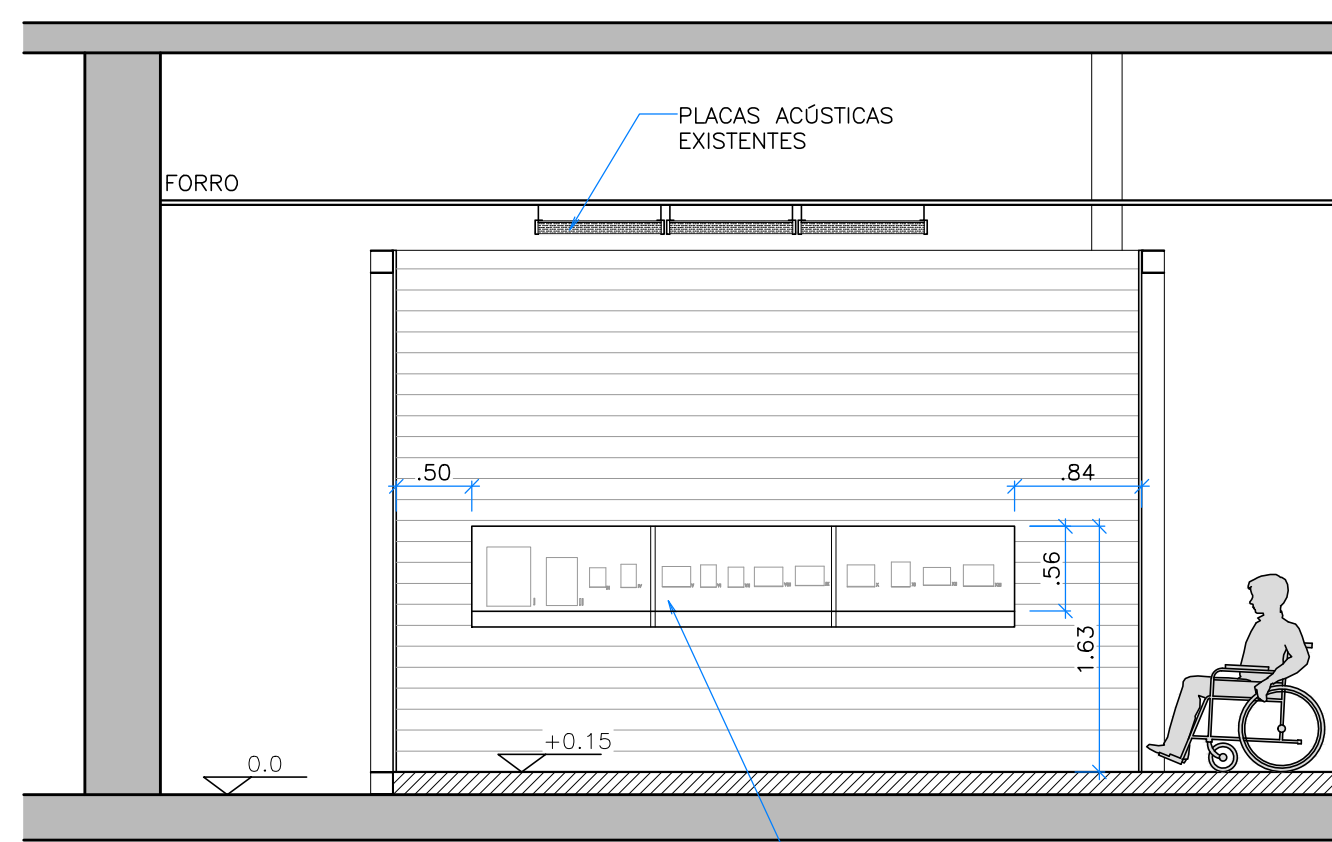 PLACAS ACÚSTICAS
EXISTENTES
FORRO
.50
.84
.56
1.63
+0.15
0.0